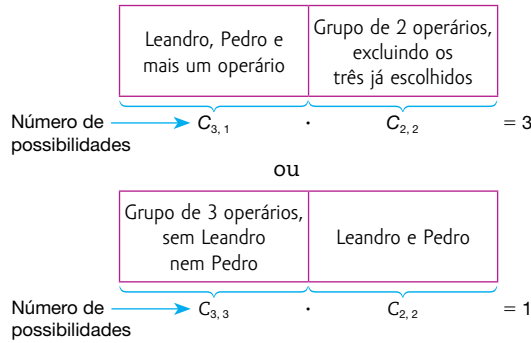 Leandro, Pedro e
mais um operário
Grupo de 2 operários,
excluindo os
três já escolhidos
Número de
possibilidades
C3, 1 · C2, 2 = 3
ou
Grupo de 3 operários,
sem Leandro
nem Pedro
Leandro e Pedro
Número de
possibilidades
C3, 3 · C2, 2 = 1